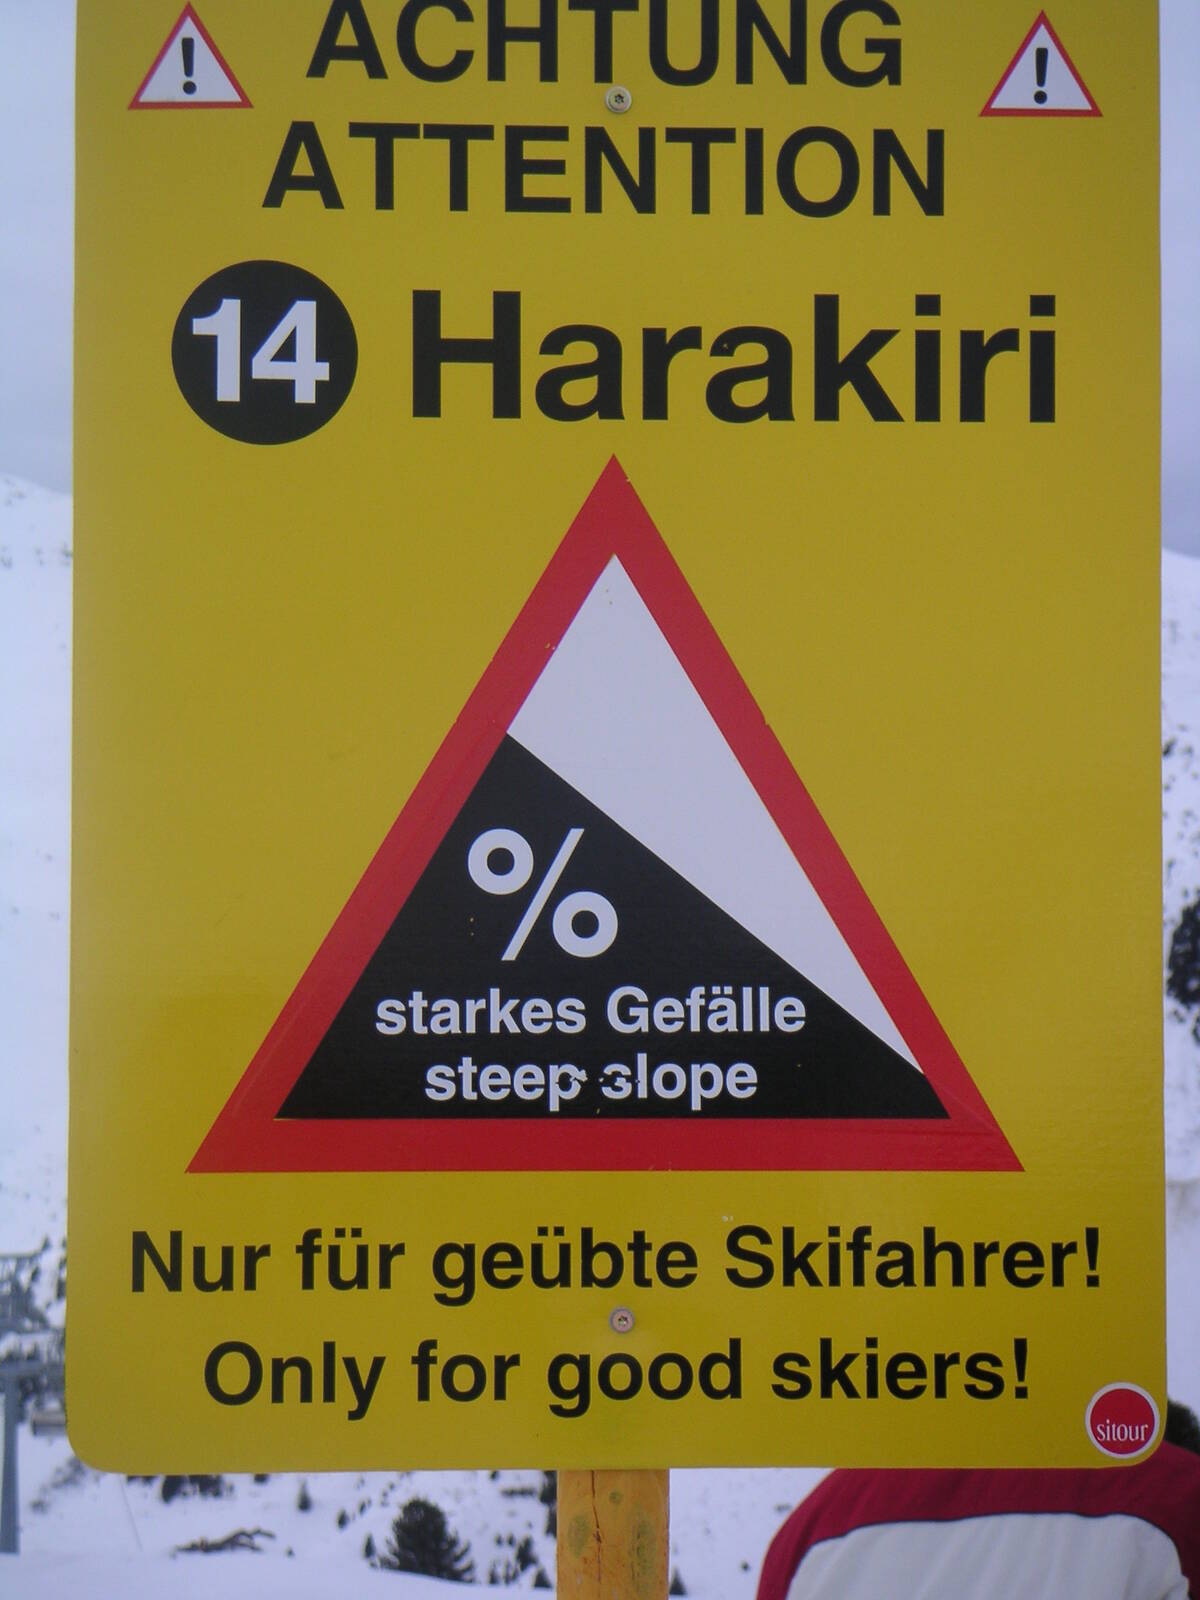 ACHTUNG
ATTENTION
14 Harakiri
%
starkes Gefälle
steep slope
Nur für geübte Skifahrer!
Only for good skiers!
sitour